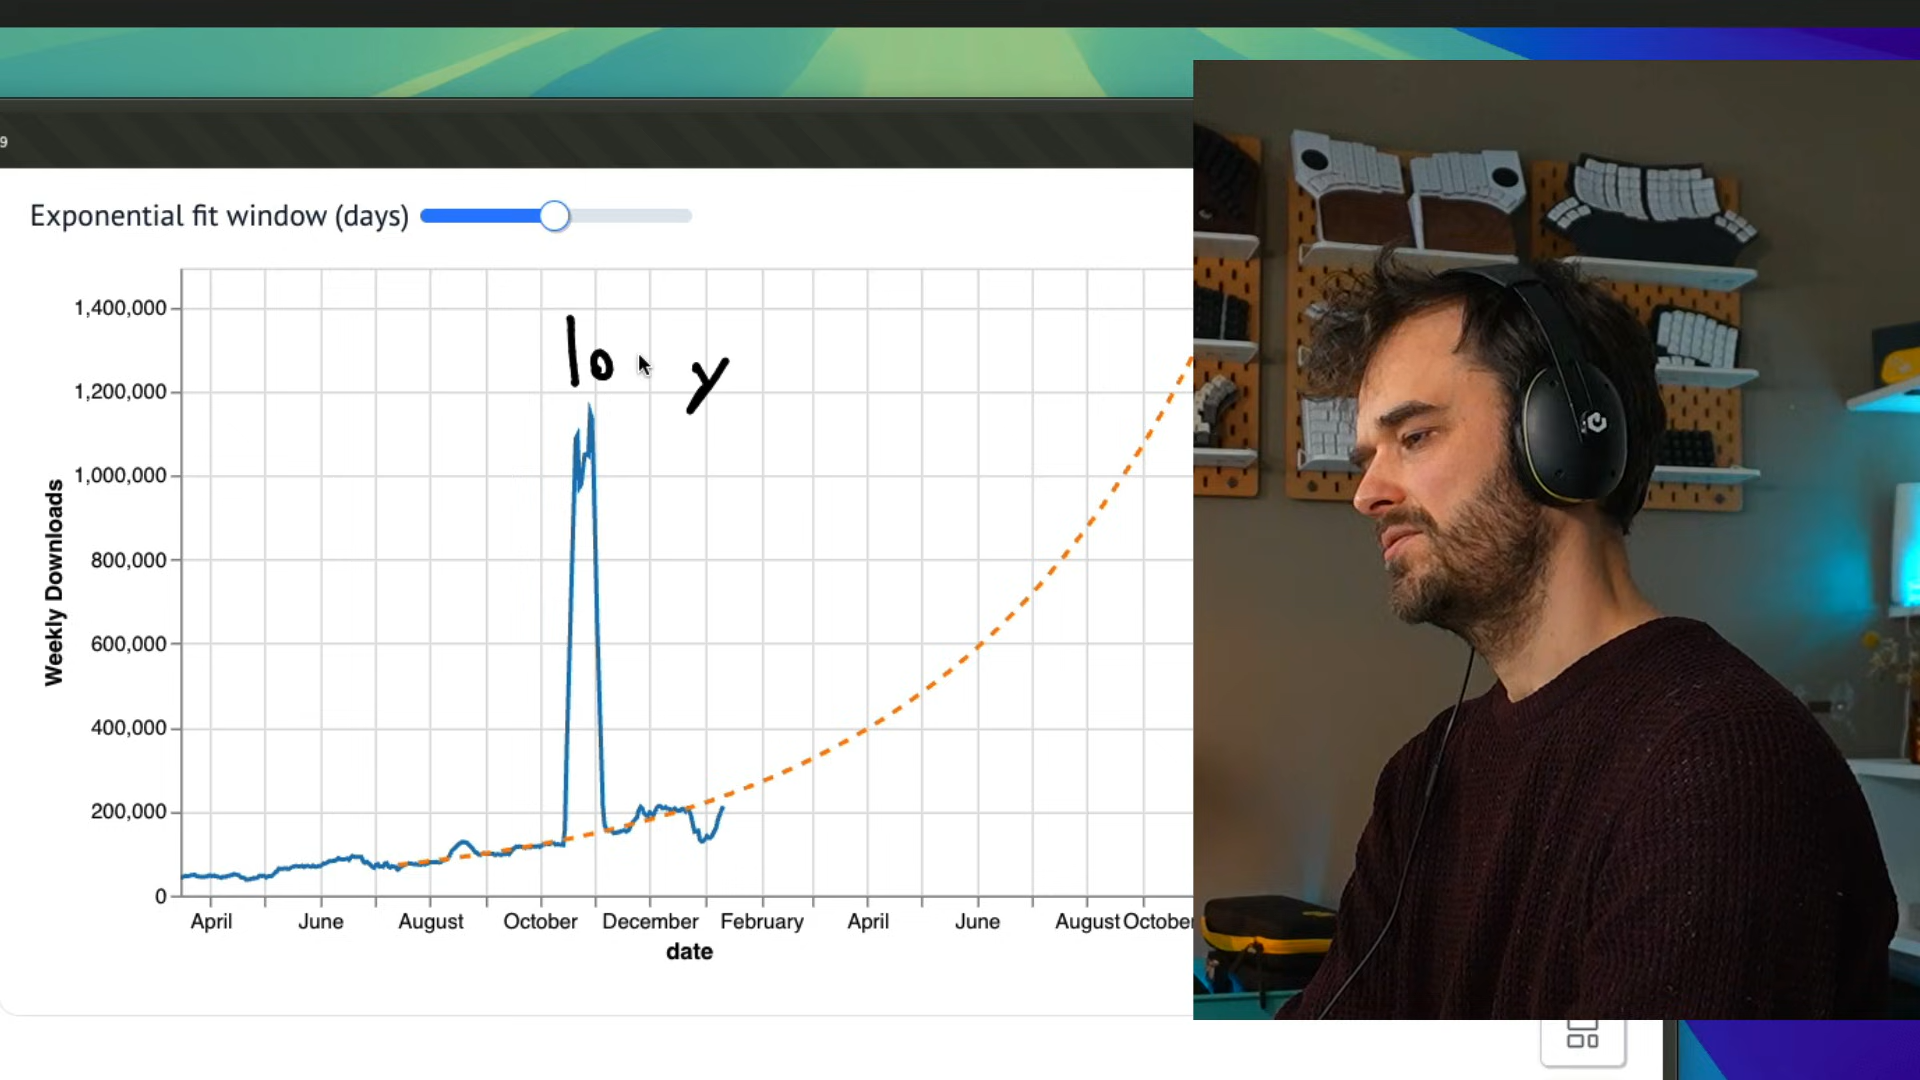 9
Exponential fit window (days)
1,400,000
lo y
1,200,000
1,000,000
800,000
600,000
400,000
200,000
0
Weekly Downloads
April June August October December February April June August October
date